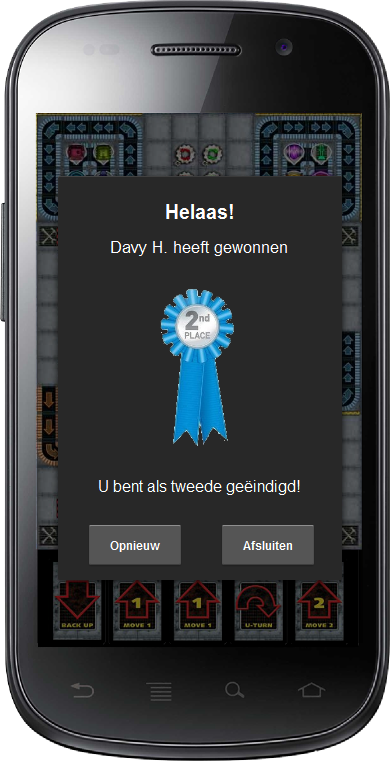 Helaas!
Davy H. heeft gewonnen
2nd
PLACE
U bent als tweede geëindigd!
Opnieuw
Afsluiten
BACK UP
1
MOVE 1
1
MOVE 1
U-TURN
2
MOVE 2